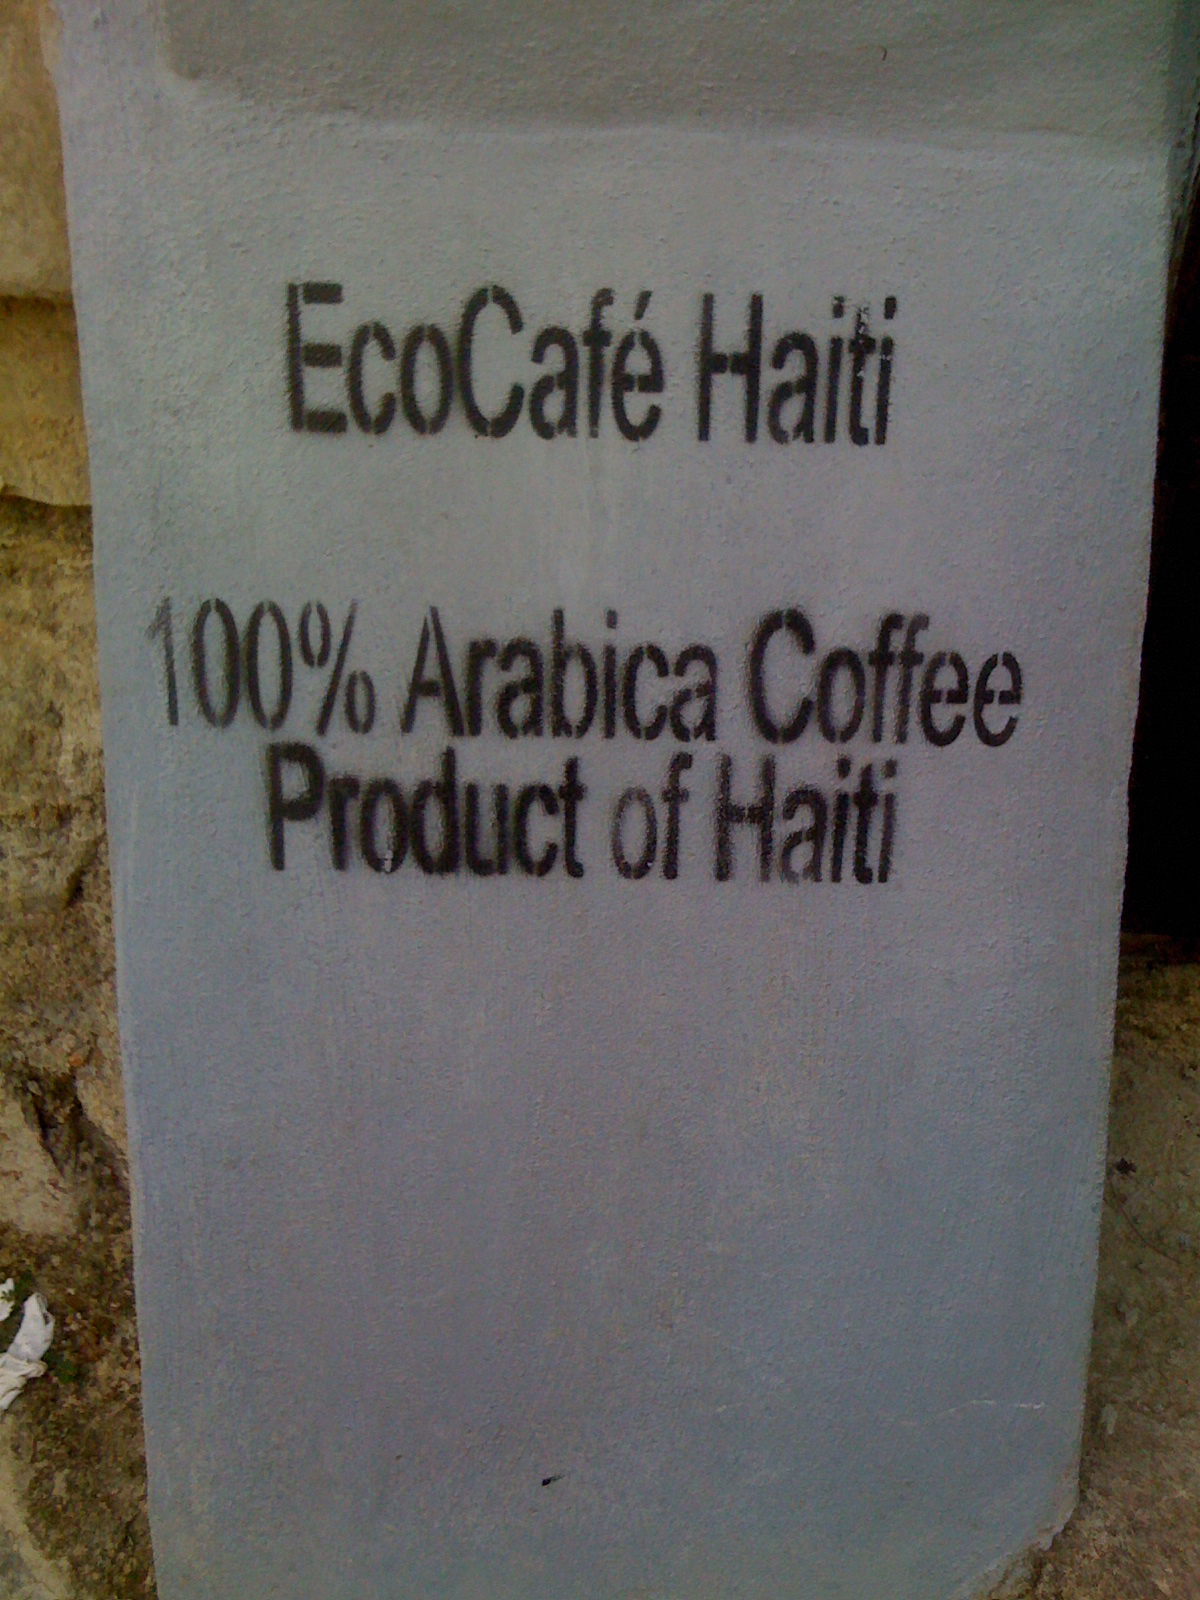 EcoCafé Haiti
100% Arabica Coffee
Product of Haiti